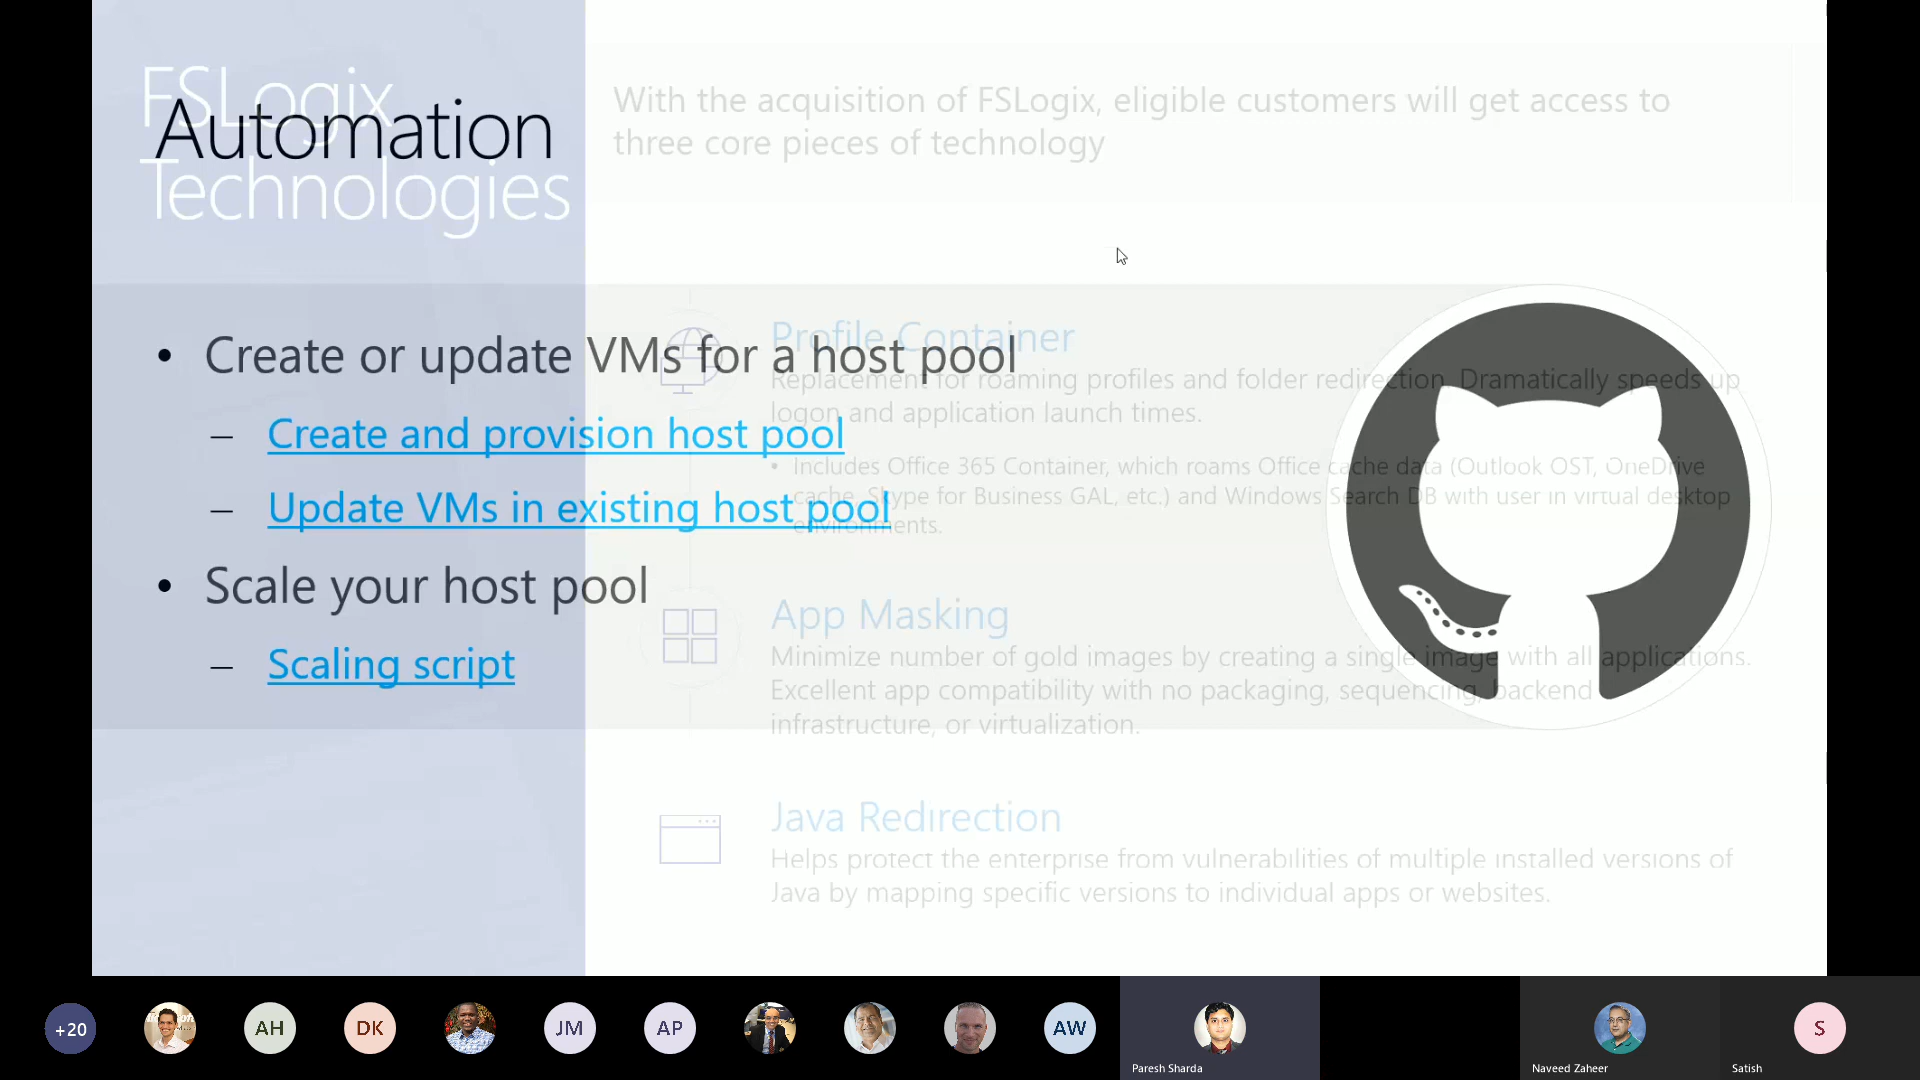 FSLogix
Technologies
Automation
With the acquisition of FSLogix, eligible customers will get access to
three core pieces of technology
• Create or update VMs for a host pool
– Create and provision host pool
– Update VMs in existing host pool
• Scale your host pool
– Scaling script
Profile Container
Replacement for roaming profiles and folder redirection. Dramatically speeds up
logon and application launch times.
• Includes Office 365 Container, which roams Office cache data (Outlook OST, OneDrive
cache, Skype for Business GAL, etc.) and Windows Search DB with user in virtual desktop
environments.
App Masking
Minimize number of gold images by creating a single image with all applications.
Excellent app compatibility with no packaging, sequencing, backend
infrastructure, or virtualization.
Java Redirection
Helps protect the enterprise from vulnerabilities of multiple installed versions of
Java by mapping specific versions to individual apps or websites.
+20
AH
DK
JM
AP
AW
Paresh Sharda
Naveed Zaheer
S
Satish